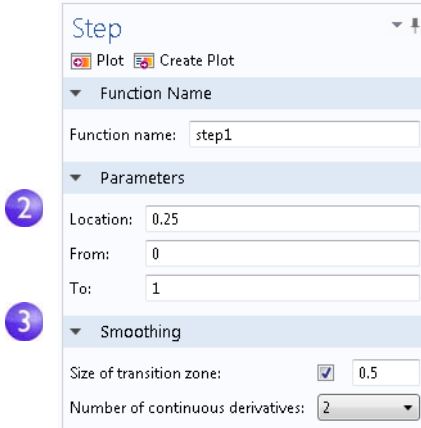 Step
Plot Create Plot
Function Name
Function name: step1
Parameters
2
Location: 0.25
From: 0
To: 1
3
Smoothing
Size of transition zone: 0.5
Number of continuous derivatives: 2